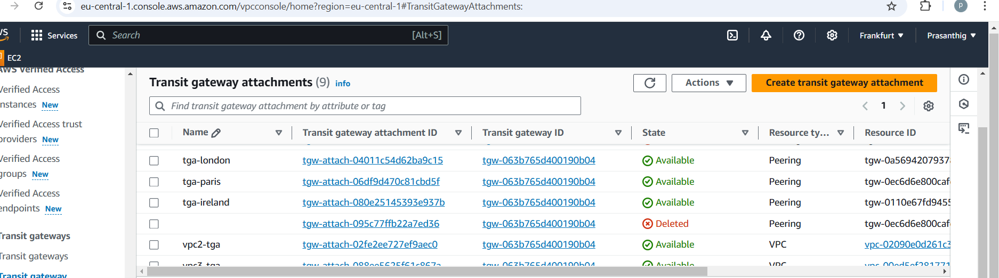 eu-central-1.console.aws.amazon.com/vpcconsole/home?region=eu-central-1#TransitGatewayAttachments:
P
Services
Search
[Alt+S]
Frankfurt
Prasanthig
EC2
AWS Verified Access
Verified Access
instances New
Verified Access trust
providers New
Verified Access
groups New
Verified Access
endpoints New
Transit gateways
Transit gateways
Transit gateway
Transit gateway attachments (9) info
Actions
Create transit gateway attachment
Find transit gateway attachment by attribute or tag
1
Name Transit gateway attachment ID Transit gateway ID State Resource ty... Resource ID
tga-london tgw-attach-04011c54d62ba9c15 tgw-063b765d400190b04 Available Peering tgw-0a5694207937
tga-paris tgw-attach-06df9d470c81cbd5f tgw-063b765d400190b04 Available Peering tgw-0ec6d6e800caf
tga-ireland tgw-attach-080e25145393e937b tgw-063b765d400190b04 Available Peering tgw-0110e67fd9455
tgw-attach-095c77ffb22a7ed36 tgw-063b765d400190b04 Deleted Peering tgw-0ec6d6e800caf
vpc2-tga tgw-attach-02fe2ee727ef9aec0 tgw-063b765d400190b04 Available VPC vpc-02090e0d261c3
vpc3-tga tgw-attach-088ee5625f61c867a tgw-063b765d400190b04 Available VPC